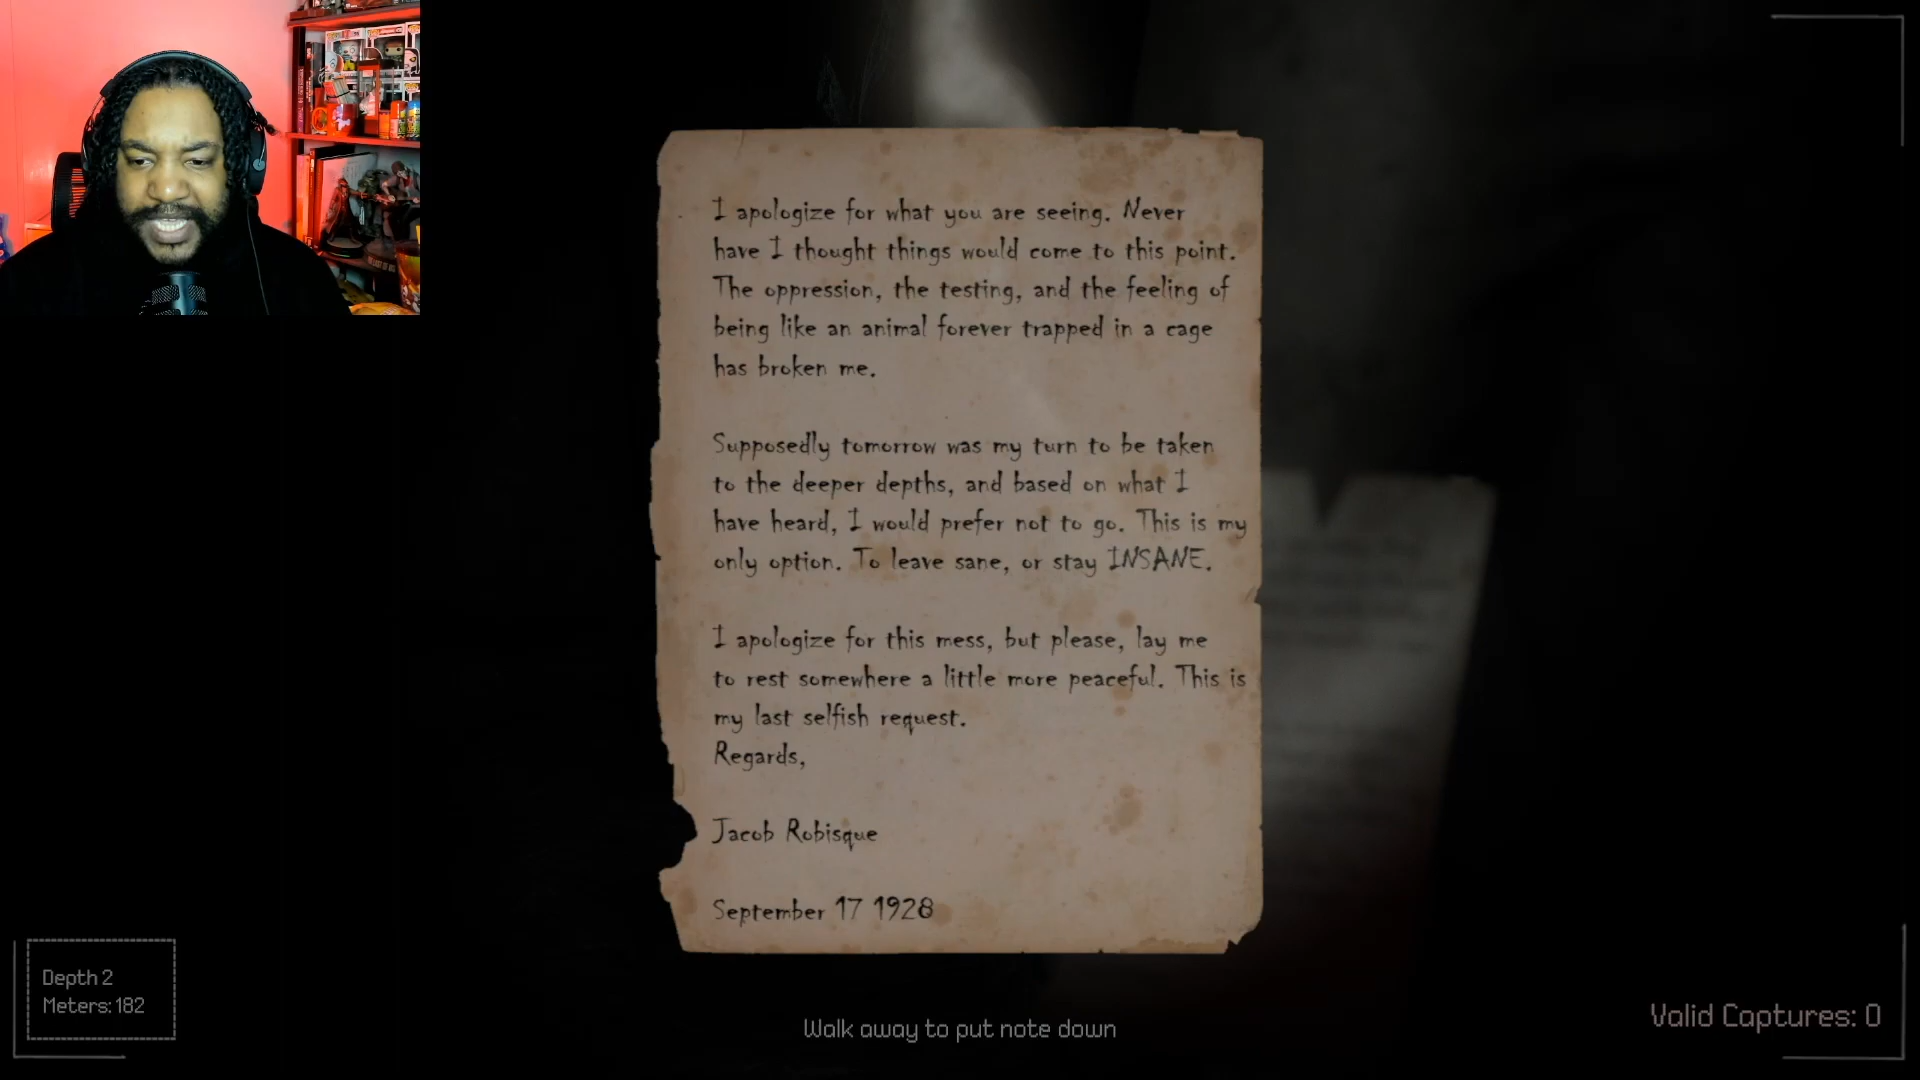 I apologize for what you are seeing. Never
have I thought things would come to this point.
The oppression, the testing, and the feeling of
being like an animal forever trapped in a cage
has broken me.
Supposedly tomorrow was my turn to be taken
to the deeper depths, and based on what I
have heard, I would prefer not to go. This is my
only option. To leave sane, or stay INSANE.
I apologize for this mess, but please, lay me
to rest somewhere a little more peaceful. This is
my last selfish request.
Regards,
Jacob Robisque
September 17 1928
Depth 2
Meters: 182
Walk away to put note down
Valid Captures: 0